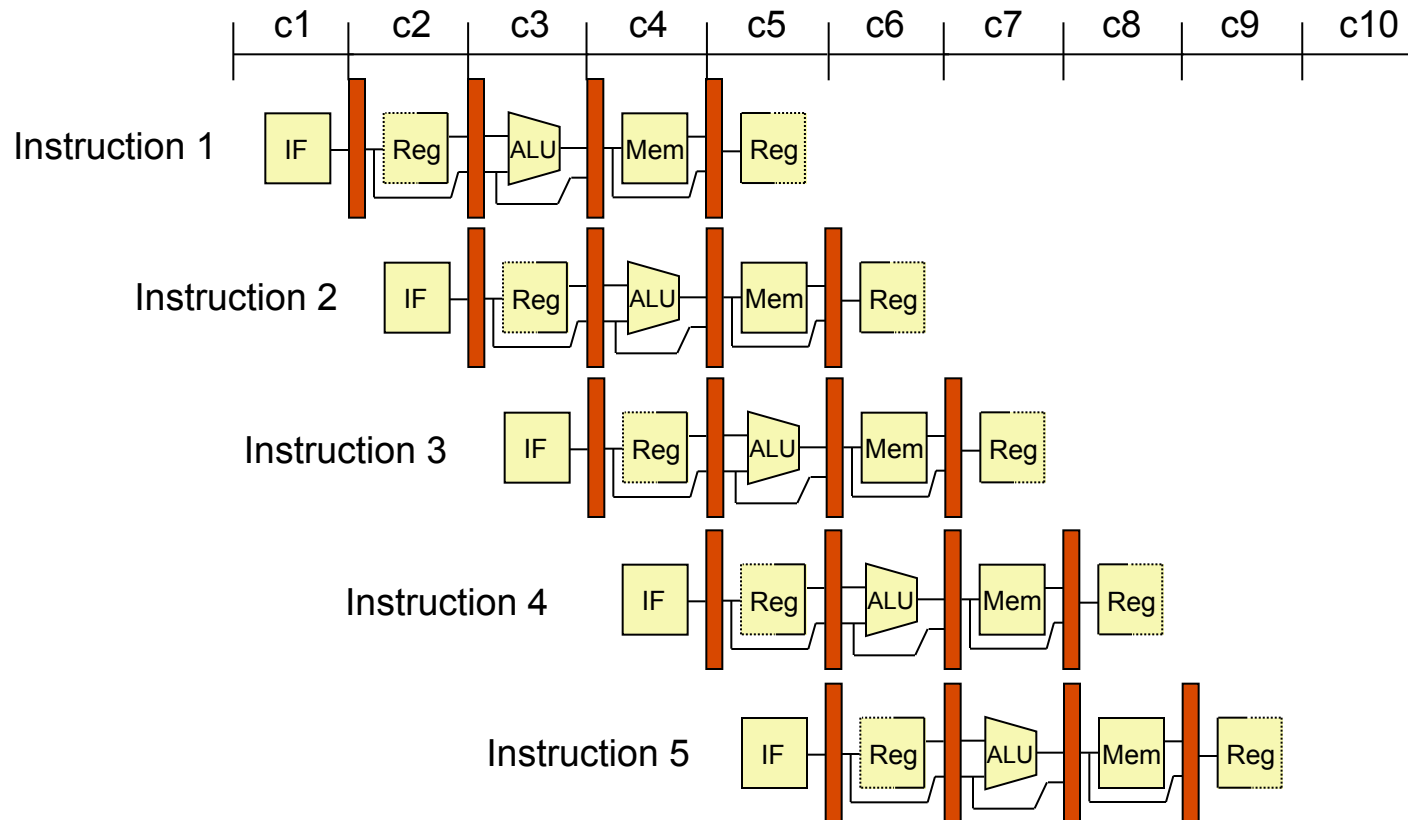 c1 c2 c3 c4 c5 c6 c7 c8 c9 c10
Instruction 1 IF Reg ALU Mem Reg
Instruction 2 IF Reg ALU Mem Reg
Instruction 3 IF Reg ALU Mem Reg
Instruction 4 IF Reg ALU Mem Reg
Instruction 5 IF Reg ALU Mem Reg